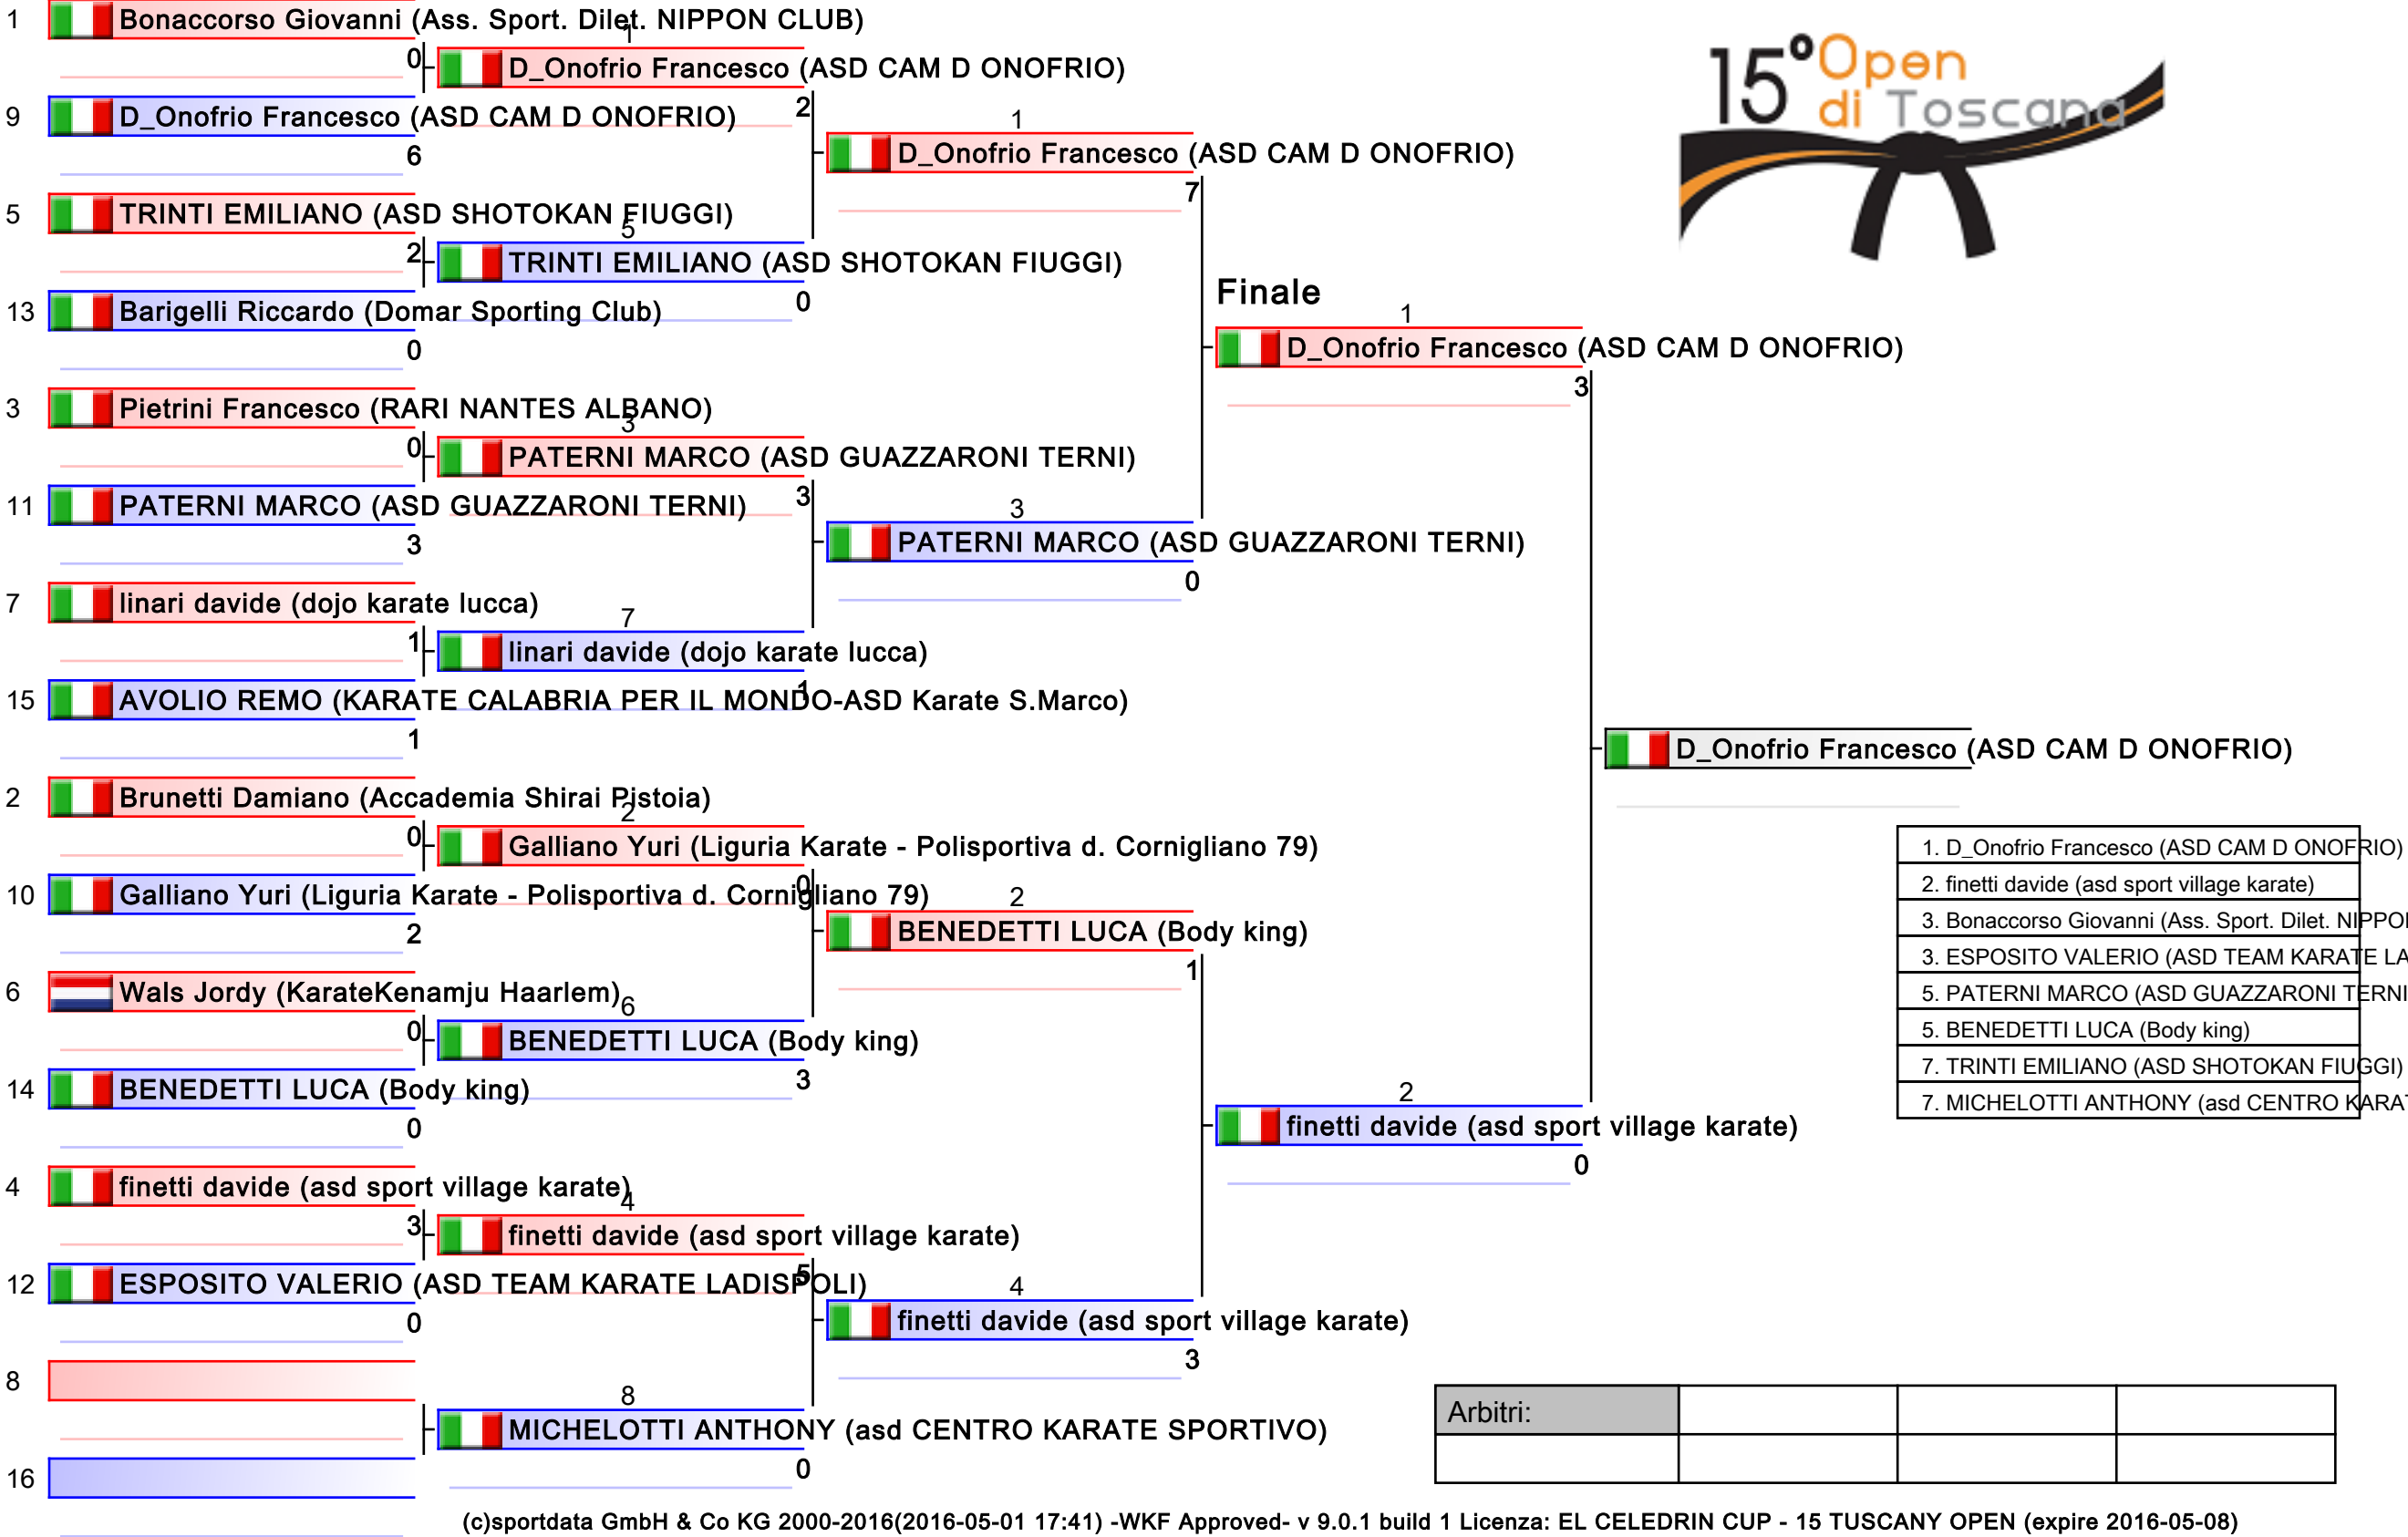 1 Bonaccorso Giovanni (Ass. Sport. Dilet. NIPPON CLUB)
0
9 D_Onofrio Francesco (ASD CAM D ONOFRIO)
6
5 TRINTI EMILIANO (ASD SHOTOKAN FIUGGI)
2
13 Barigelli Riccardo (Domar Sporting Club)
0
3 Pietrini Francesco (RARI NANTES ALBANO)
0
11 PATERNI MARCO (ASD GUAZZARONI TERNI)
3
7 linari davide (dojo karate lucca)
1
15 AVOLIO REMO (KARATE CALABRIA PER IL MONDO-ASD Karate S.Marco)
1
2 Brunetti Damiano (Accademia Shirai Pistoia)
0
10 Galliano Yuri (Liguria Karate - Polisportiva d. Cornigliano 79)
2
6 Wals Jordy (KarateKenamju Haarlem)
0
14 BENEDETTI LUCA (Body king)
0
4 finetti davide (asd sport village karate)
3
12 ESPOSITO VALERIO (ASD TEAM KARATE LADISPOLI)
0
8
16
1
D_Onofrio Francesco (ASD CAM D ONOFRIO)
2
5
TRINTI EMILIANO (ASD SHOTOKAN FIUGGI)
0
3
PATERNI MARCO (ASD GUAZZARONI TERNI)
3
7
linari davide (dojo karate lucca)
1
2
Galliano Yuri (Liguria Karate - Polisportiva d. Cornigliano 79)
0
6
BENEDETTI LUCA (Body king)
3
4
finetti davide (asd sport village karate)
5
8
MICHELOTTI ANTHONY (asd CENTRO KARATE SPORTIVO)
0
1
D_Onofrio Francesco (ASD CAM D ONOFRIO)
7
3
PATERNI MARCO (ASD GUAZZARONI TERNI)
0
2
BENEDETTI LUCA (Body king)
1
4
finetti davide (asd sport village karate)
3
Finale
1
D_Onofrio Francesco (ASD CAM D ONOFRIO)
3
2
finetti davide (asd sport village karate)
0
D_Onofrio Francesco (ASD CAM D ONOFRIO)
15° Open
di Toscana
1. D_Onofrio Francesco (ASD CAM D ONOFRIO)
2. finetti davide (asd sport village karate)
3. Bonaccorso Giovanni (Ass. Sport. Dilet. NIPPO
3. ESPOSITO VALERIO (ASD TEAM KARATE LA
5. PATERNI MARCO (ASD GUAZZARONI TERNI
5. BENEDETTI LUCA (Body king)
7. TRINTI EMILIANO (ASD SHOTOKAN FIUGGI)
7. MICHELOTTI ANTHONY (asd CENTRO KARA
Arbitri:
(c)sportdata GmbH & Co KG 2000-2016(2016-05-01 17:41) -WKF Approved- v 9.0.1 build 1 Licenza: EL CELEDRIN CUP - 15 TUSCANY OPEN (expire 2016-05-08)